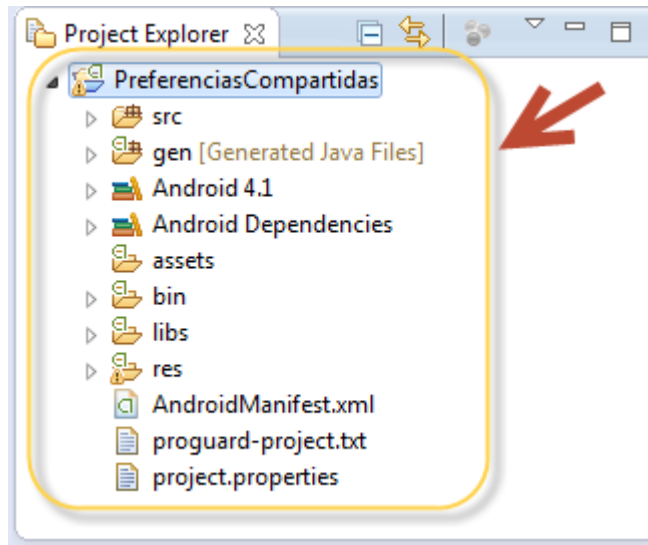 Project Explorer
PreferenciasCompartidas
src
gen [Generated Java Files]
Android 4.1
Android Dependencies
assets
bin
libs
res
AndroidManifest.xml
proguard-project.txt
project.properties